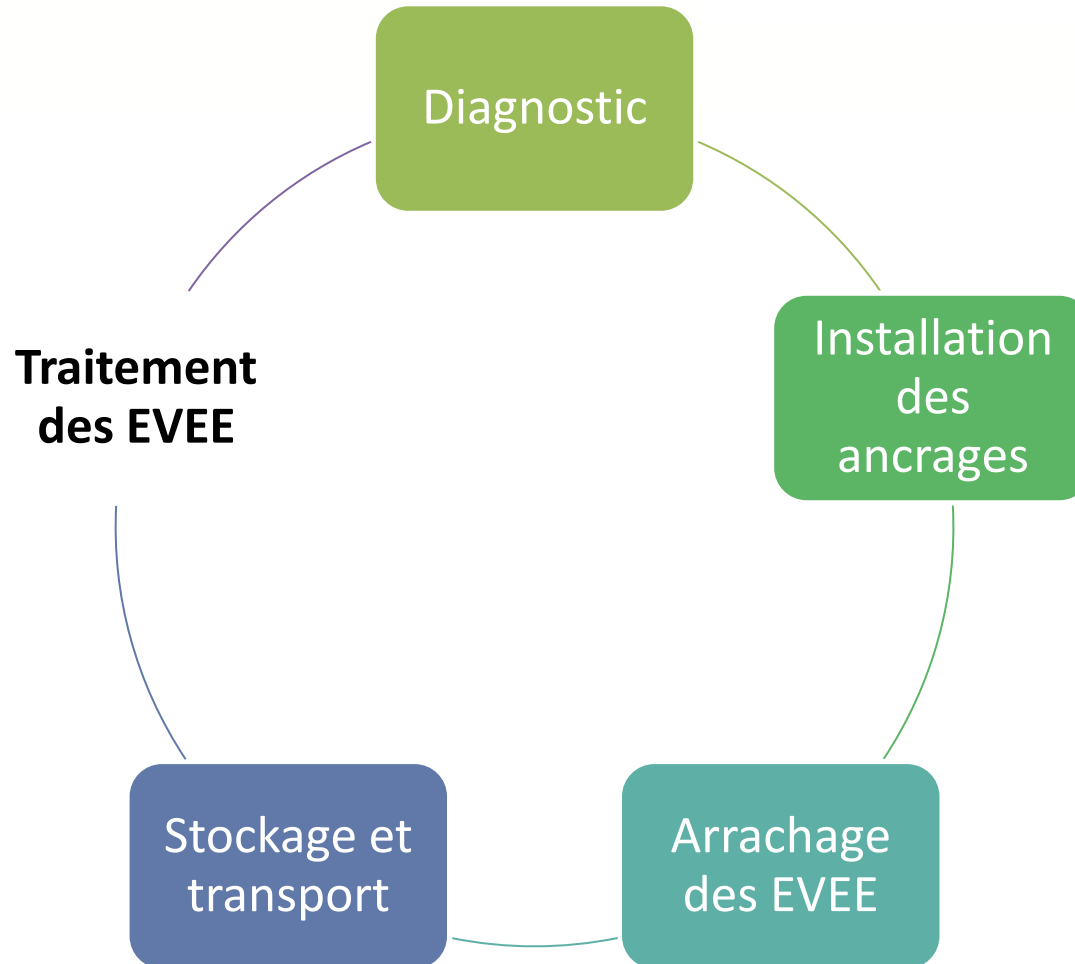 Diagnostic
Installation
des
ancrages
Arrachage
des EVEE
Stockage et
transport
Traitement
des EVEE